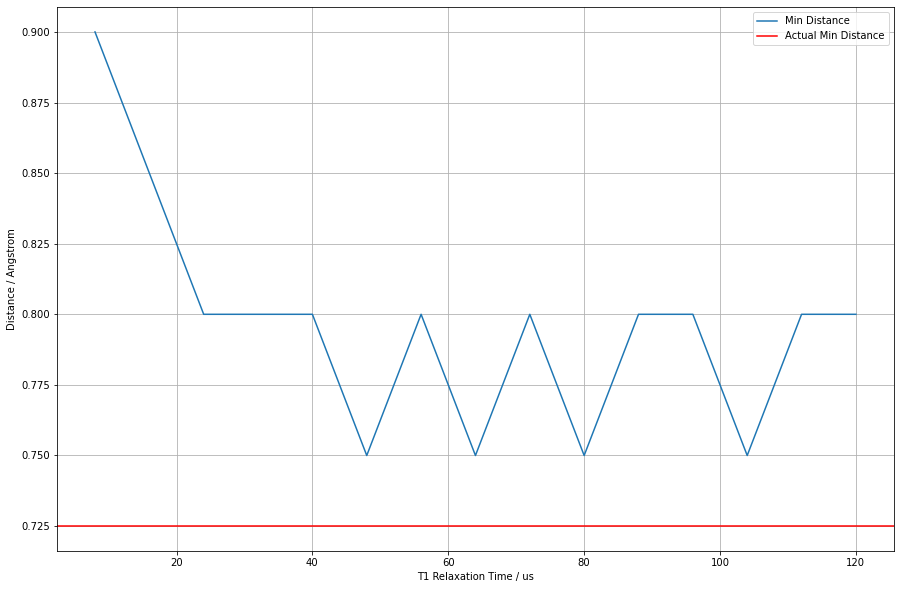 Min Distance
Actual Min Distance
0.900
0.875
0.850
0.825
0.800
0.775
0.750
0.725
Distance / Angstrom
20 40 60 80 100 120
T1 Relaxation Time / us